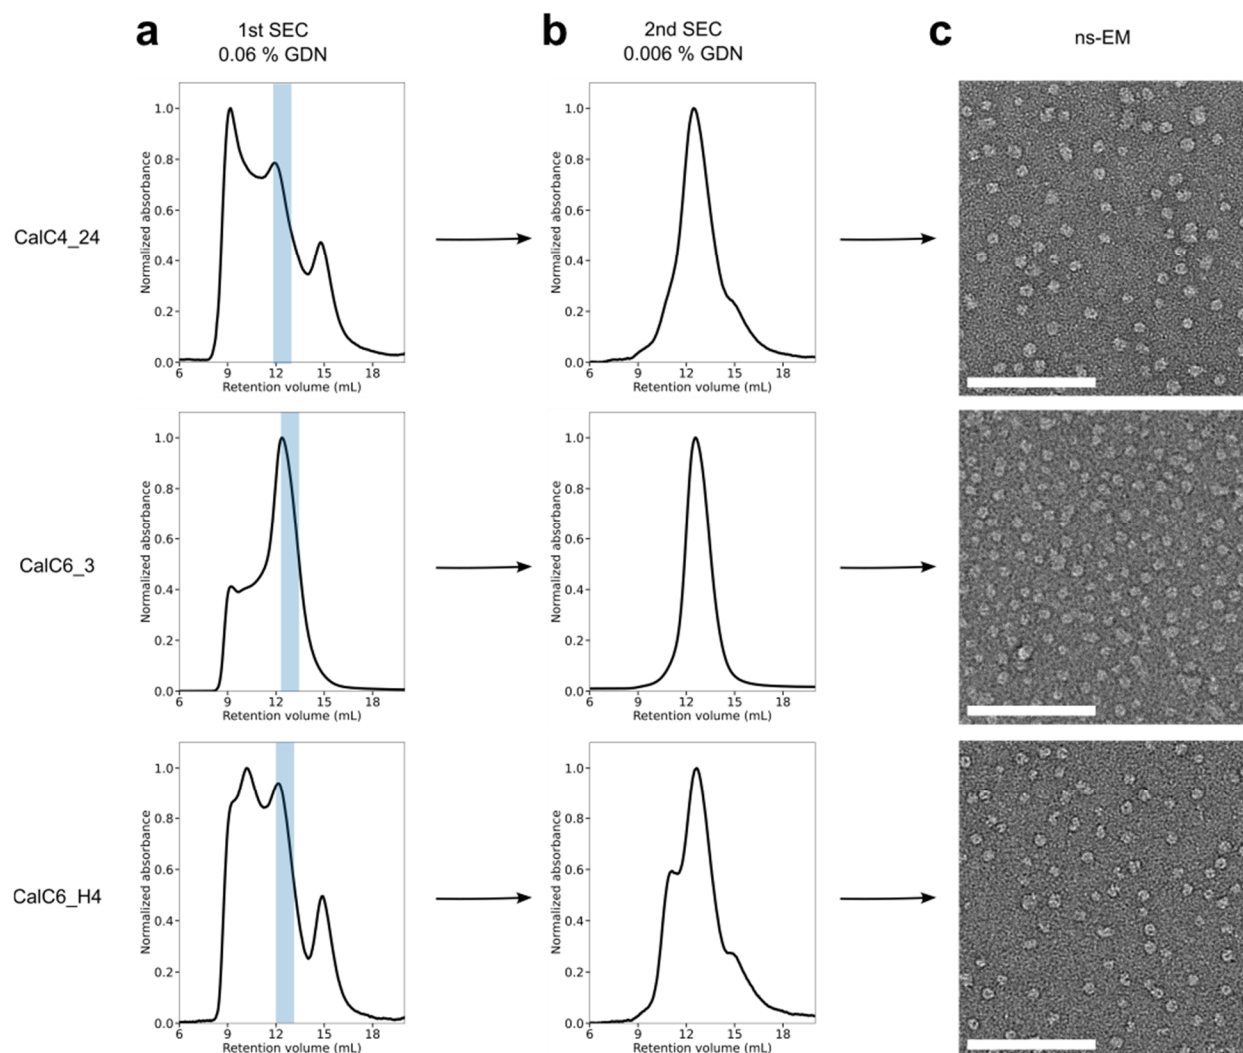 a
1st SEC
0.06 % GDN
b
2nd SEC
0.006 % GDN
c
ns-EM
CalC4_24
Normalized absorbance
1.0
0.8
0.6
0.4
0.2
0.0
6 9 12 15 18
Retention volume (mL)
Normalized absorbance
1.0
0.8
0.6
0.4
0.2
0.0
6 9 12 15 18
Retention volume (mL)
CalC6_3
Normalized absorbance
1.0
0.8
0.6
0.4
0.2
0.0
6 9 12 15 18
Retention volume (mL)
Normalized absorbance
1.0
0.8
0.6
0.4
0.2
0.0
6 9 12 15 18
Retention volume (mL)
CalC6_H4
Normalized absorbance
1.0
0.8
0.6
0.4
0.2
0.0
6 9 12 15 18
Retention volume (mL)
Normalized absorbance
1.0
0.8
0.6
0.4
0.2
0.0
6 9 12 15 18
Retention volume (mL)